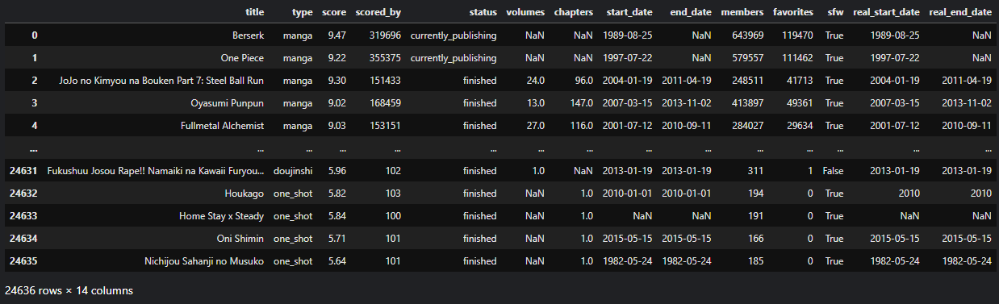 title type score scored_by status volumes chapters start_date end_date members favorites sfw real_start_date real_end_date
0 Berserk manga 9.47 319696 currently_publishing NaN NaN 1989-08-25 NaN 643969 119470 True 1989-08-25 NaN
1 One Piece manga 9.22 355375 currently_publishing NaN NaN 1997-07-22 NaN 579557 111462 True 1997-07-22 NaN
2 JoJo no Kimyou na Bouken Part 7: Steel Ball Run manga 9.30 151433 finished 24.0 96.0 2004-01-19 2011-04-19 248511 41713 True 2004-01-19 2011-04-19
3 Oyasumi Punpun manga 9.02 168459 finished 13.0 147.0 2007-03-15 2013-11-02 413897 49361 True 2007-03-15 2013-11-02
4 Fullmetal Alchemist manga 9.03 153151 finished 27.0 116.0 2001-07-12 2010-09-11 284027 29634 True 2001-07-12 2010-09-11
... ... ... ... ... ... ... ... ... ... ... ... ... ... ...
24631 Fukushuu Josou Rape!! Namaiki na Kawaii Furyou... doujinshi 5.96 102 finished 1.0 NaN 2013-01-19 2013-01-19 311 1 False 2013-01-19 2013-01-19
24632 Houkago one_shot 5.82 103 finished NaN 1.0 2010-01-01 2010-01-01 194 0 True 2010 2010
24633 Home Stay x Steady one_shot 5.84 100 finished NaN 1.0 NaN NaN 191 0 True NaN NaN
24634 Oni Shimin one_shot 5.71 101 finished NaN 1.0 2015-05-15 2015-05-15 166 0 True 2015-05-15 2015-05-15
24635 Nichijou Sahanji no Musuko one_shot 5.64 101 finished NaN 1.0 1982-05-24 1982-05-24 185 0 True 1982-05-24 1982-05-24
24636 rows × 14 columns